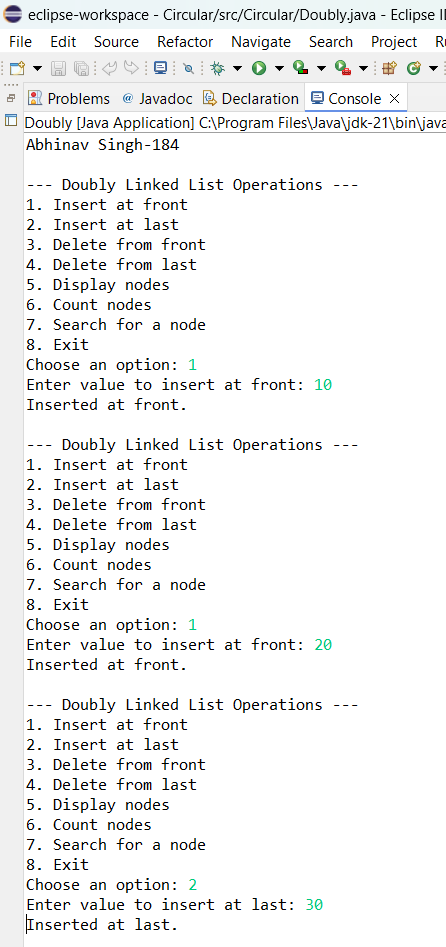 eclipse-workspace - Circular/src/Circular/Doubly.java - Eclipse
File Edit Source Refactor Navigate Search Project
Problems @ Javadoc Declaration Console
Doubly [Java Application] C:\Program Files\Java\jdk-21\bin\java
Abhinav Singh-184
--- Doubly Linked List Operations ---
1. Insert at front
2. Insert at last
3. Delete from front
4. Delete from last
5. Display nodes
6. Count nodes
7. Search for a node
8. Exit
Choose an option: 1
Enter value to insert at front: 10
Inserted at front.
--- Doubly Linked List Operations ---
1. Insert at front
2. Insert at last
3. Delete from front
4. Delete from last
5. Display nodes
6. Count nodes
7. Search for a node
8. Exit
Choose an option: 1
Enter value to insert at front: 20
Inserted at front.
--- Doubly Linked List Operations ---
1. Insert at front
2. Insert at last
3. Delete from front
4. Delete from last
5. Display nodes
6. Count nodes
7. Search for a node
8. Exit
Choose an option: 2
Enter value to insert at last: 30
Inserted at last.